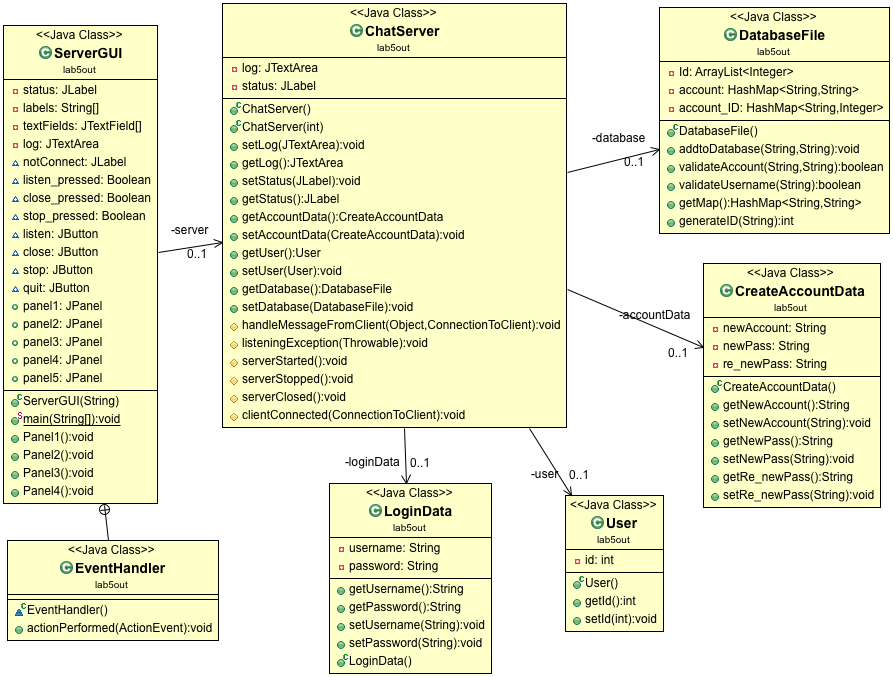 <<Java Class>>
ServerGUI
lab5out
status: JLabel
labels: String[]
textFields: JTextField[]
log: JTextArea
notConnect: JLabel
listen_pressed: Boolean
close_pressed: Boolean
stop_pressed: Boolean
listen: JButton
close: JButton
stop: JButton
quit: JButton
panel1: JPanel
panel2: JPanel
panel3: JPanel
panel4: JPanel
panel5: JPanel
ServerGUI(String)
main(String[]):void
Panel1():void
Panel2():void
Panel3():void
Panel4():void
<<Java Class>>
EventHandler
lab5out
EventHandler()
actionPerformed(ActionEvent):void
-server
0..1
<<Java Class>>
ChatServer
lab5out
log: JTextArea
status: JLabel
ChatServer()
ChatServer(int)
setLog(JTextArea):void
getLog():JTextArea
setStatus(JLabel):void
getStatus():JLabel
getAccountData():CreateAccountData
setAccountData(CreateAccountData):void
getUser():User
setUser(User):void
getDatabase():DatabaseFile
setDatabase(DatabaseFile):void
handleMessageFromClient(Object,ConnectionToClient):void
listeningException(Throwable):void
serverStarted():void
serverStopped():void
serverClosed():void
clientConnected(ConnectionToClient):void
-database
0..1
<<Java Class>>
DatabaseFile
lab5out
Id: ArrayList<Integer>
account: HashMap<String,String>
account_ID: HashMap<String,Integer>
DatabaseFile()
addtoDatabase(String,String):void
validateAccount(String,String):boolean
validateUsername(String):boolean
getMap():HashMap<String,String>
generateID(String):int
-accountData
0..1
<<Java Class>>
CreateAccountData
lab5out
newAccount: String
newPass: String
re_newPass: String
CreateAccountData()
getNewAccount():String
setNewAccount(String):void
getNewPass():String
setNewPass(String):void
getRe_newPass():String
setRe_newPass(String):void
-loginData
0..1
<<Java Class>>
LoginData
lab5out
username: String
password: String
getUsername():String
getPassword():String
setUsername(String):void
setPassword(String):void
LoginData()
-user
0..1
<<Java Class>>
User
lab5out
id: int
User()
getId():int
setId(int):void